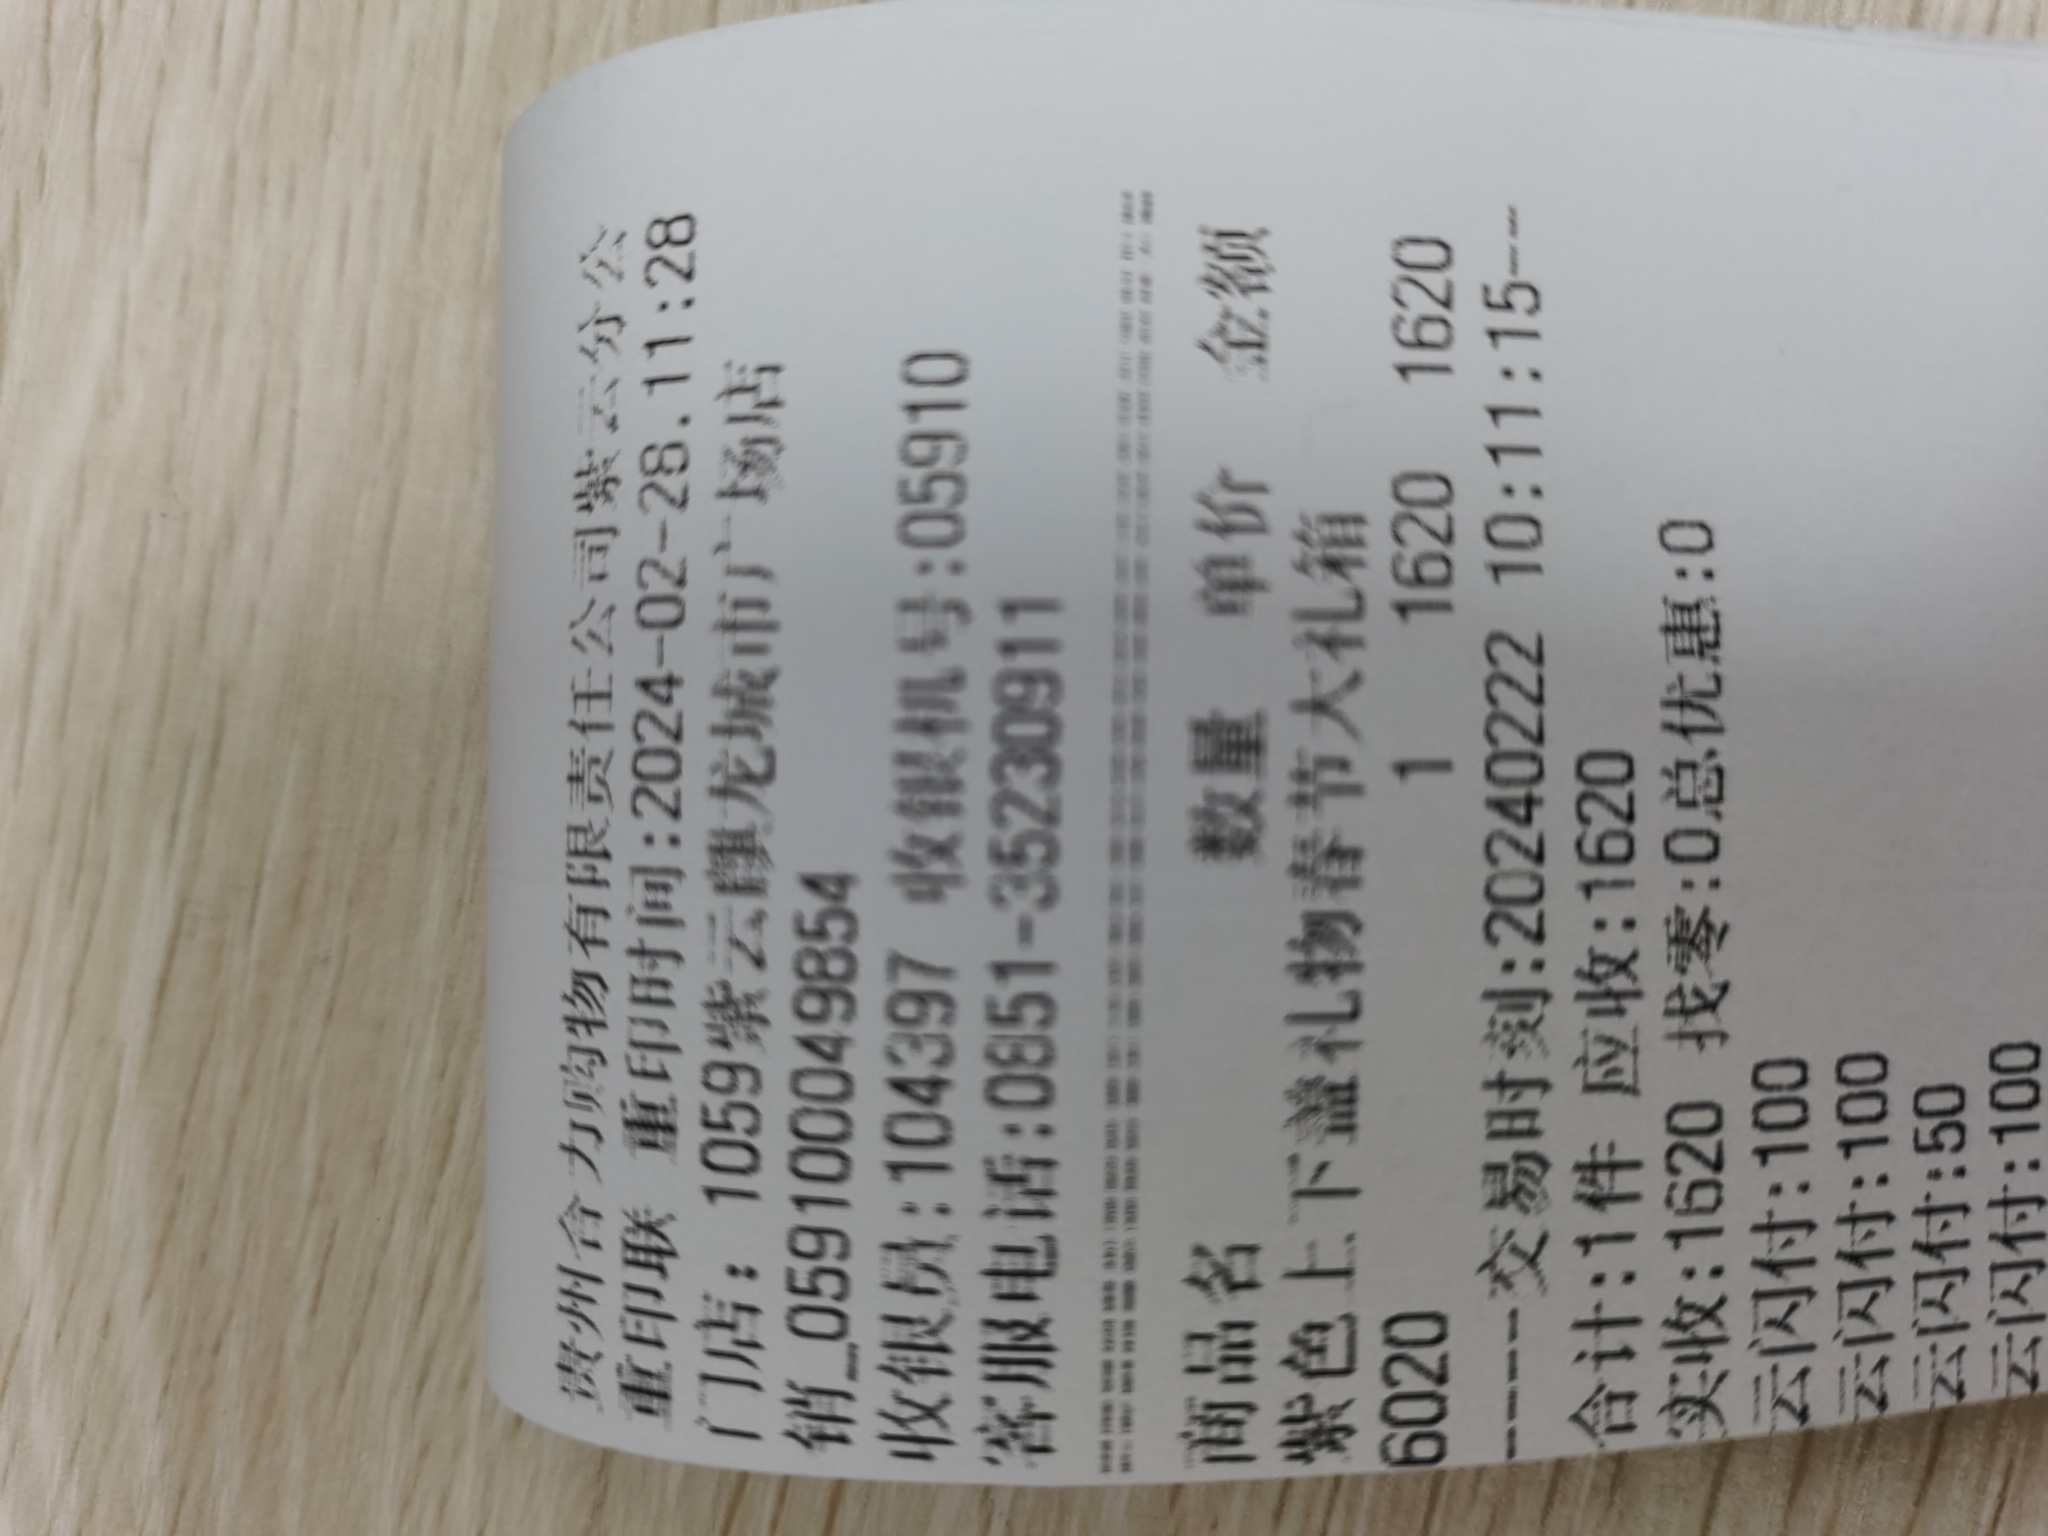 贵州合力购物有限责任公司紫云分公
重印联 重印时间:2024-02-28.11:28
门店: 1059紫云麒龙城市广场店
销_0591000049854
收银员:104397 收银机号:05910
客服电话:0851-35230911
商品名 数量 单价 金额
紫色上下盖礼物春节大礼箱
6020 1 1620 1620
----交易时刻:20240222 10:11:15---
合计:1件 应收:1620
实收:1620 找零:0总优惠:0
云闪付:100
云闪付:100
云闪付:50
云闪付:100